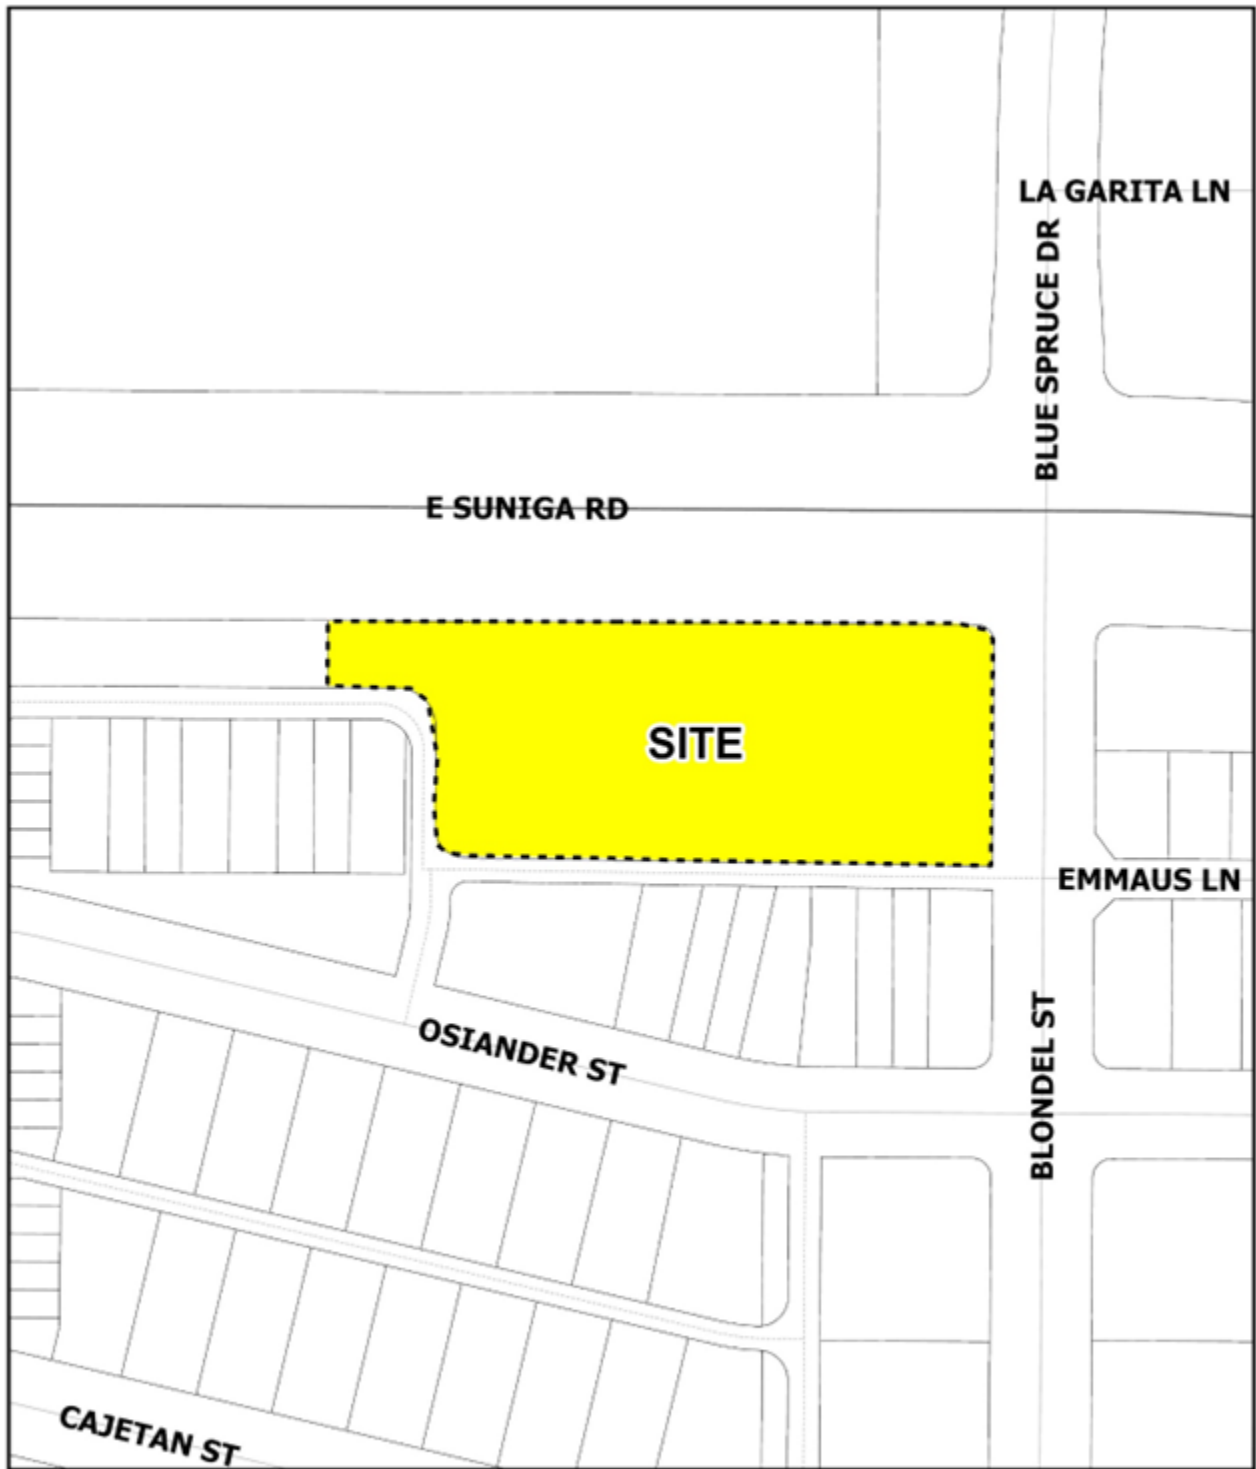 LA GARITA LN
BLUE SPRUCE DR
E SUNIGA RD
SITE
EMMAUS LN
BLONDEL ST
OSIANDER ST
CAJETAN ST